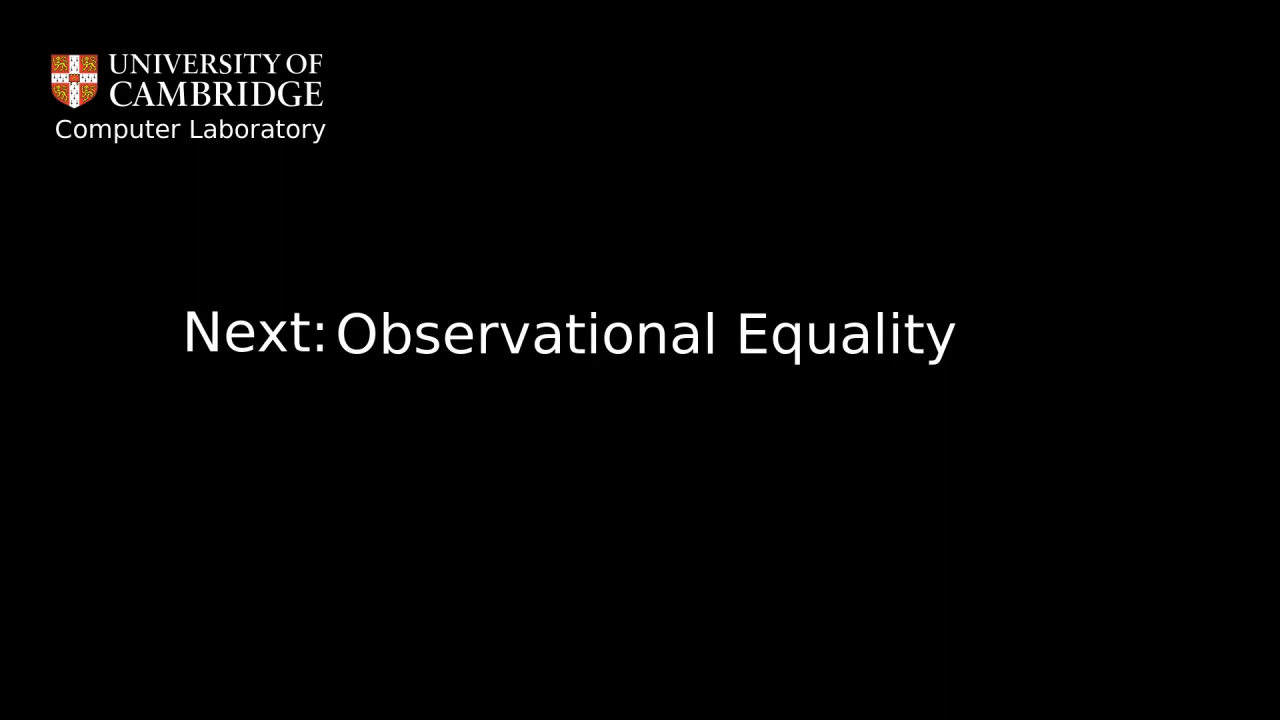 UNIVERSITY OF
CAMBRIDGE
Computer Laboratory
Next: Observational Equality